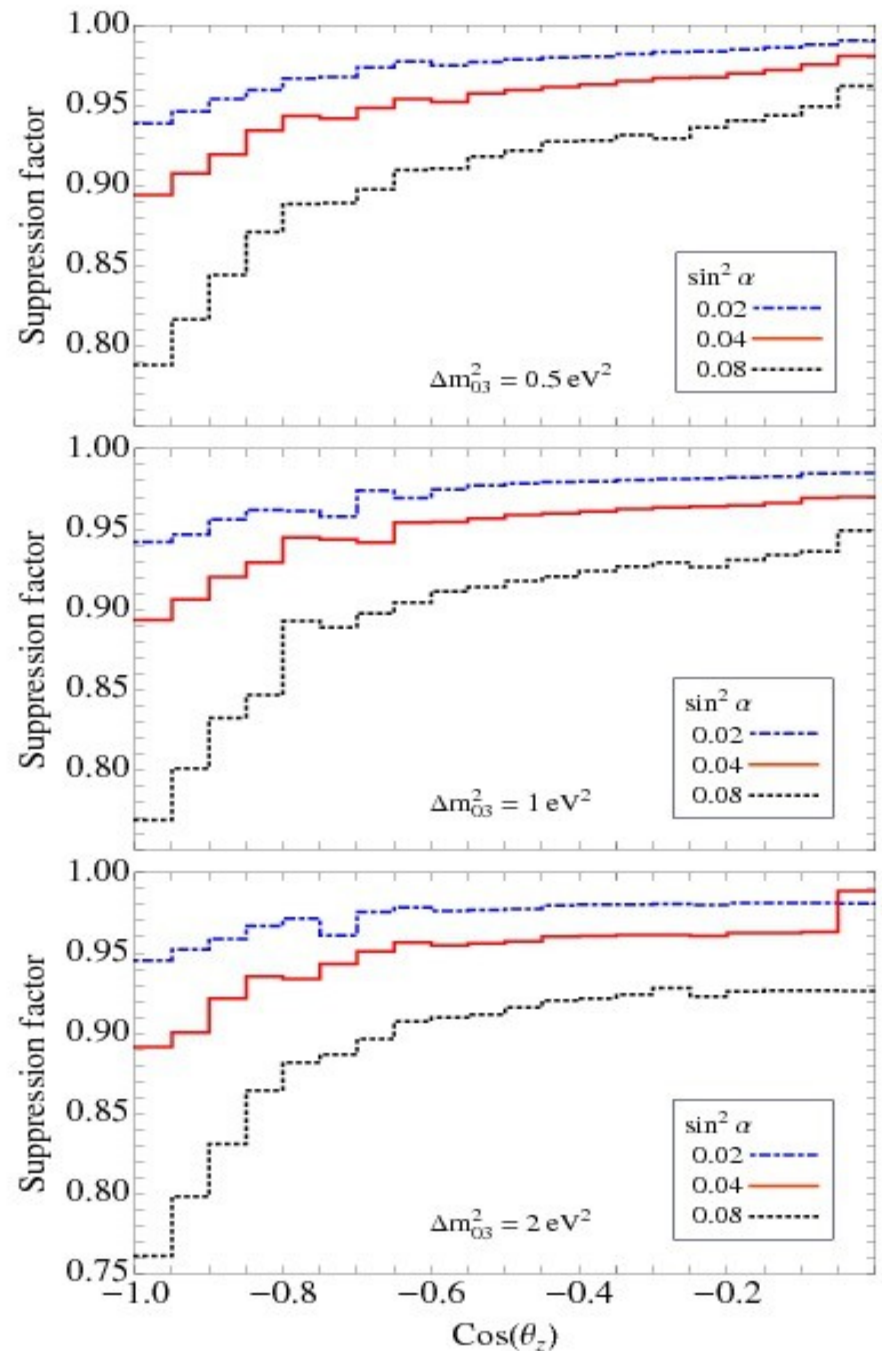 1.00
0.95
0.90
0.85
0.80
Suppression factor
sin² α
0.02
0.04
0.08
Δm²₀₃ = 0.5 eV²
1.00
0.95
0.90
0.85
0.80
Suppression factor
sin² α
0.02
0.04
0.08
Δm²₀₃ = 1 eV²
1.00
0.95
0.90
0.85
0.80
0.75
Suppression factor
sin² α
0.02
0.04
0.08
Δm²₀₃ = 2 eV²
−1.0 −0.8 −0.6 −0.4 −0.2
Cos(θ_z)